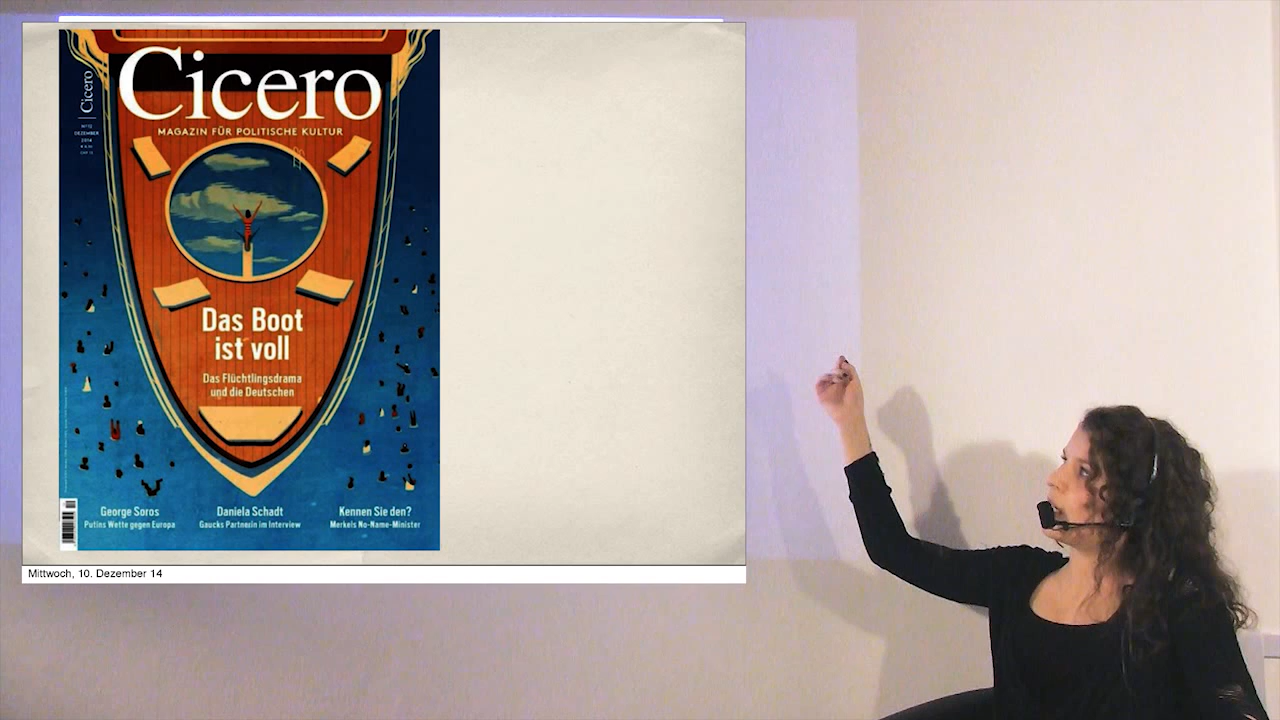 Cicero
MAGAZIN FÜR POLITISCHE KULTUR
Cicero
DEZEMBER
2014
Das Boot
ist voll
Das Flüchtlingsdrama
und die Deutschen
George Soros
Putins Wette gegen Europa
Daniela Schadt
Gaucks Partnerin im Interview
Kennen Sie den?
Merkels No-Name-Minister
Mittwoch, 10. Dezember 14